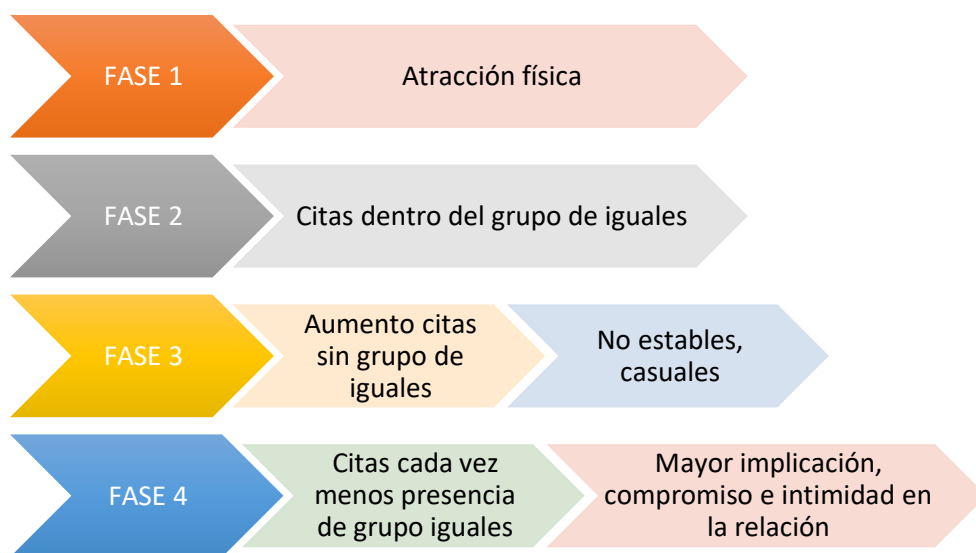 FASE 1
Atracción física
FASE 2
Citas dentro del grupo de iguales
FASE 3
Aumento citas
sin grupo de
iguales
No estables,
casuales
FASE 4
Citas cada vez
menos presencia
de grupo iguales
Mayor implicación,
compromiso e intimidad en
la relación